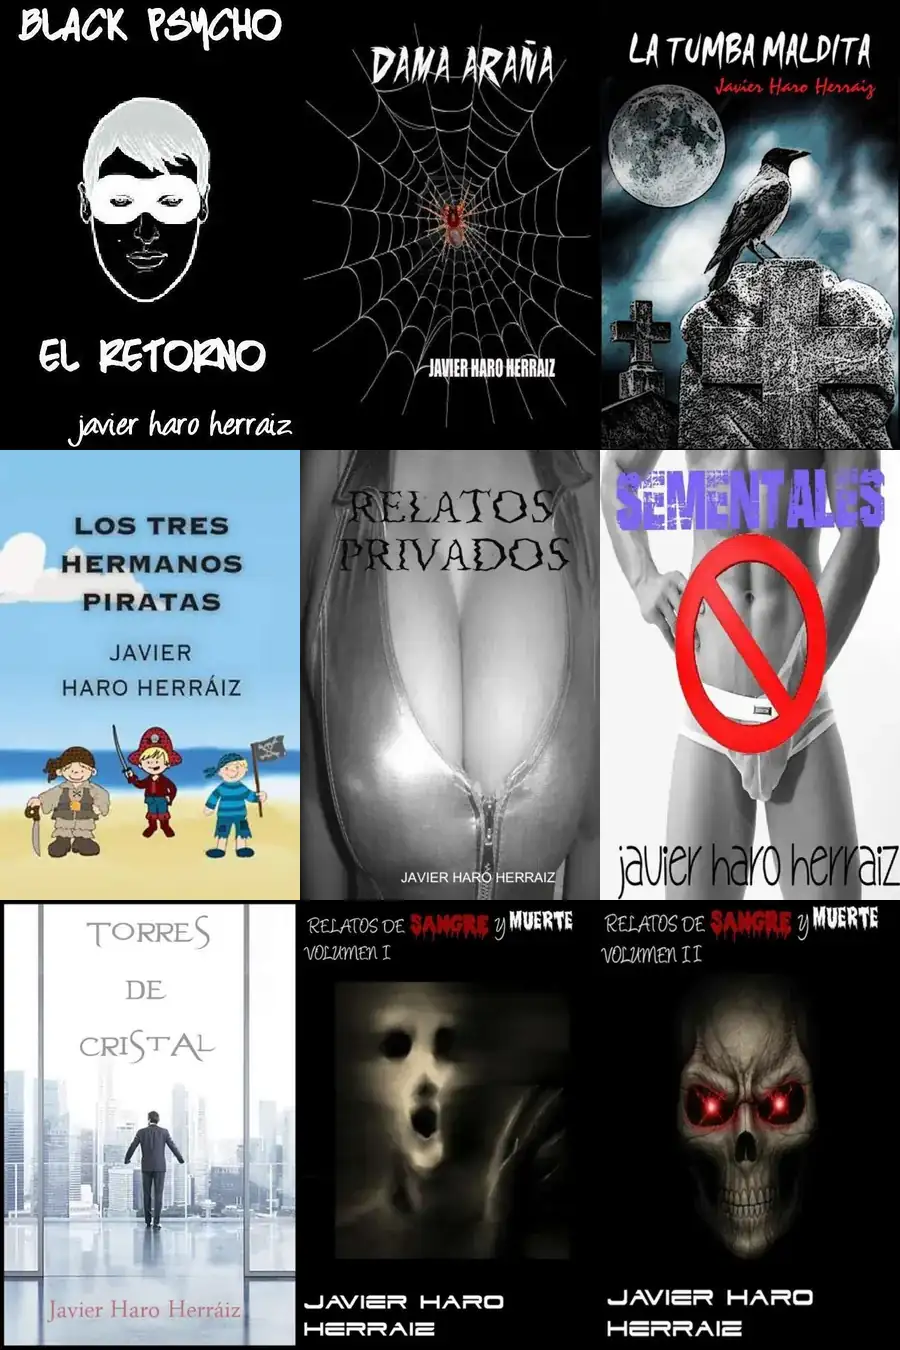 BLACK PSYCHO
EL RETORNO
javier haro herraiz
DAMA ARAÑA
JAVIER HARO HERRAIZ
LA TUMBA MALDITA
Javier Haro Herraiz
LOS TRES
HERMANOS
PIRATAS
JAVIER
HARO HERRÁIZ
RELATOS
PRIVADOS
JAVIER HARO HERRAIZ
SEMENTALES
javier haro herraiz
TORRES
DE
CRISTAL
Javier Haro Herráiz
RELATOS DE SANGRE Y MUERTE
VOLUMEN I
JAVIER HARO
HERRAIZ
RELATOS DE SANGRE Y MUERTE
VOLUMEN II
JAVIER HARO
HERRAIZ